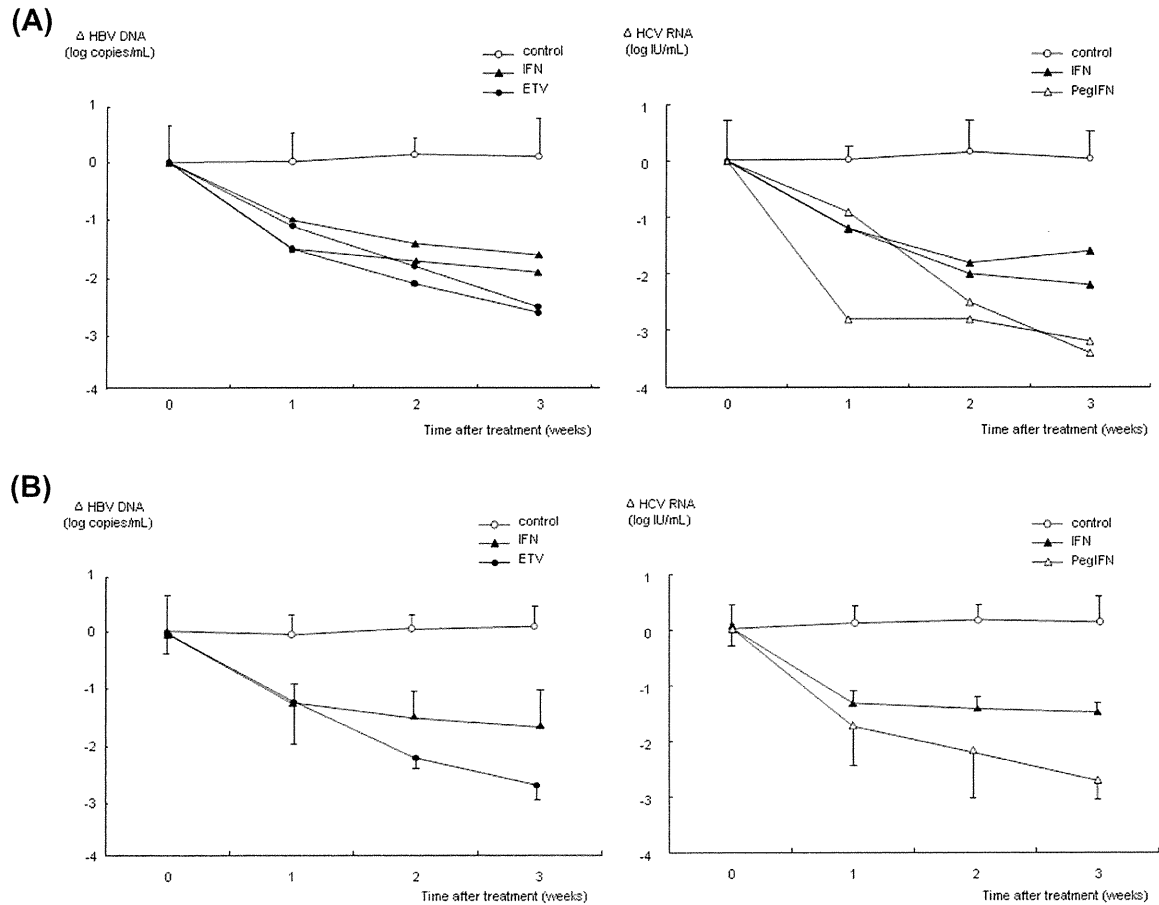 (A)
Δ HBV DNA
(log copies/mL)
control
IFN
ETV
1
0
-1
-2
-3
-4
0 1 2 3
Time after treatment (weeks)
Δ HCV RNA
(log IU/mL)
control
IFN
PegIFN
1
0
-1
-2
-3
-4
0 1 2 3
Time after treatment (weeks)
(B)
Δ HBV DNA
(log copies/mL)
control
IFN
ETV
1
0
-1
-2
-3
-4
0 1 2 3
Time after treatment (weeks)
Δ HCV RNA
(log IU/mL)
control
IFN
PegIFN
1
0
-1
-2
-3
-4
0 1 2 3
Time after treatment (weeks)